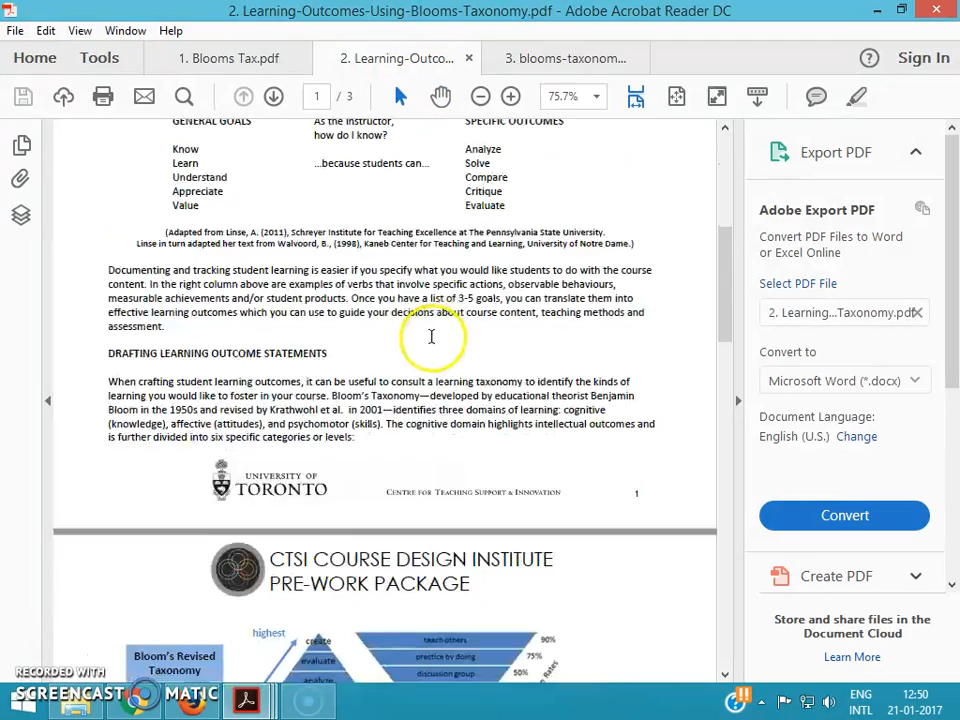 2. Learning-Outcomes-Using-Blooms-Taxonomy.pdf - Adobe Acrobat Reader DC
File Edit View Window Help
Home Tools 1. Blooms Tax.pdf 2. Learning-Outco... × 3. blooms-taxonom... ? Sign In
1 / 3 75.7%
GENERAL GOALS As the instructor, SPECIFIC OUTCOMES
how do I know?
Know Analyze
Learn ...because students can... Solve
Understand Compare
Appreciate Critique
Value Evaluate
(Adapted from Linse, A. (2011), Schreyer Institute for Teaching Excellence at The Pennsylvania State University.
Linse in turn adapted her text from Walvoord, B., (1998), Kaneb Center for Teaching and Learning, University of Notre Dame.)
Documenting and tracking student learning is easier if you specify what you would like students to do with the course
content. In the right column above are examples of verbs that involve specific actions, observable behaviours,
measurable achievements and/or student products. Once you have a list of 3-5 goals, you can translate them into
effective learning outcomes which you can use to guide your decisions about course content, teaching methods and
assessment.
DRAFTING LEARNING OUTCOME STATEMENTS
When crafting student learning outcomes, it can be useful to consult a learning taxonomy to identify the kinds of
learning you would like to foster in your course. Bloom's Taxonomy—developed by educational theorist Benjamin
Bloom in the 1950s and revised by Krathwohl et al. in 2001—identifies three domains of learning: cognitive
(knowledge), affective (attitudes), and psychomotor (skills). The cognitive domain highlights intellectual outcomes and
is further divided into six specific categories or levels:
UNIVERSITY OF
TORONTO CENTRE FOR TEACHING SUPPORT & INNOVATION 1
CTSI COURSE DESIGN INSTITUTE
PRE-WORK PACKAGE
highest create teach others 90%
Bloom's Revised evaluate practice by doing 75%
Taxonomy analyze discussion group 50%
Export PDF
Adobe Export PDF
Convert PDF Files to Word
or Excel Online
Select PDF File
2. Learning...Taxonomy.pdf
Convert to
Microsoft Word (*.docx)
Document Language:
English (U.S.) Change
Convert
Create PDF
Store and share files in the
Document Cloud
Learn More
RECORDED WITH
SCREENCAST MATIC
ENG 12:50
INTL 21-01-2017